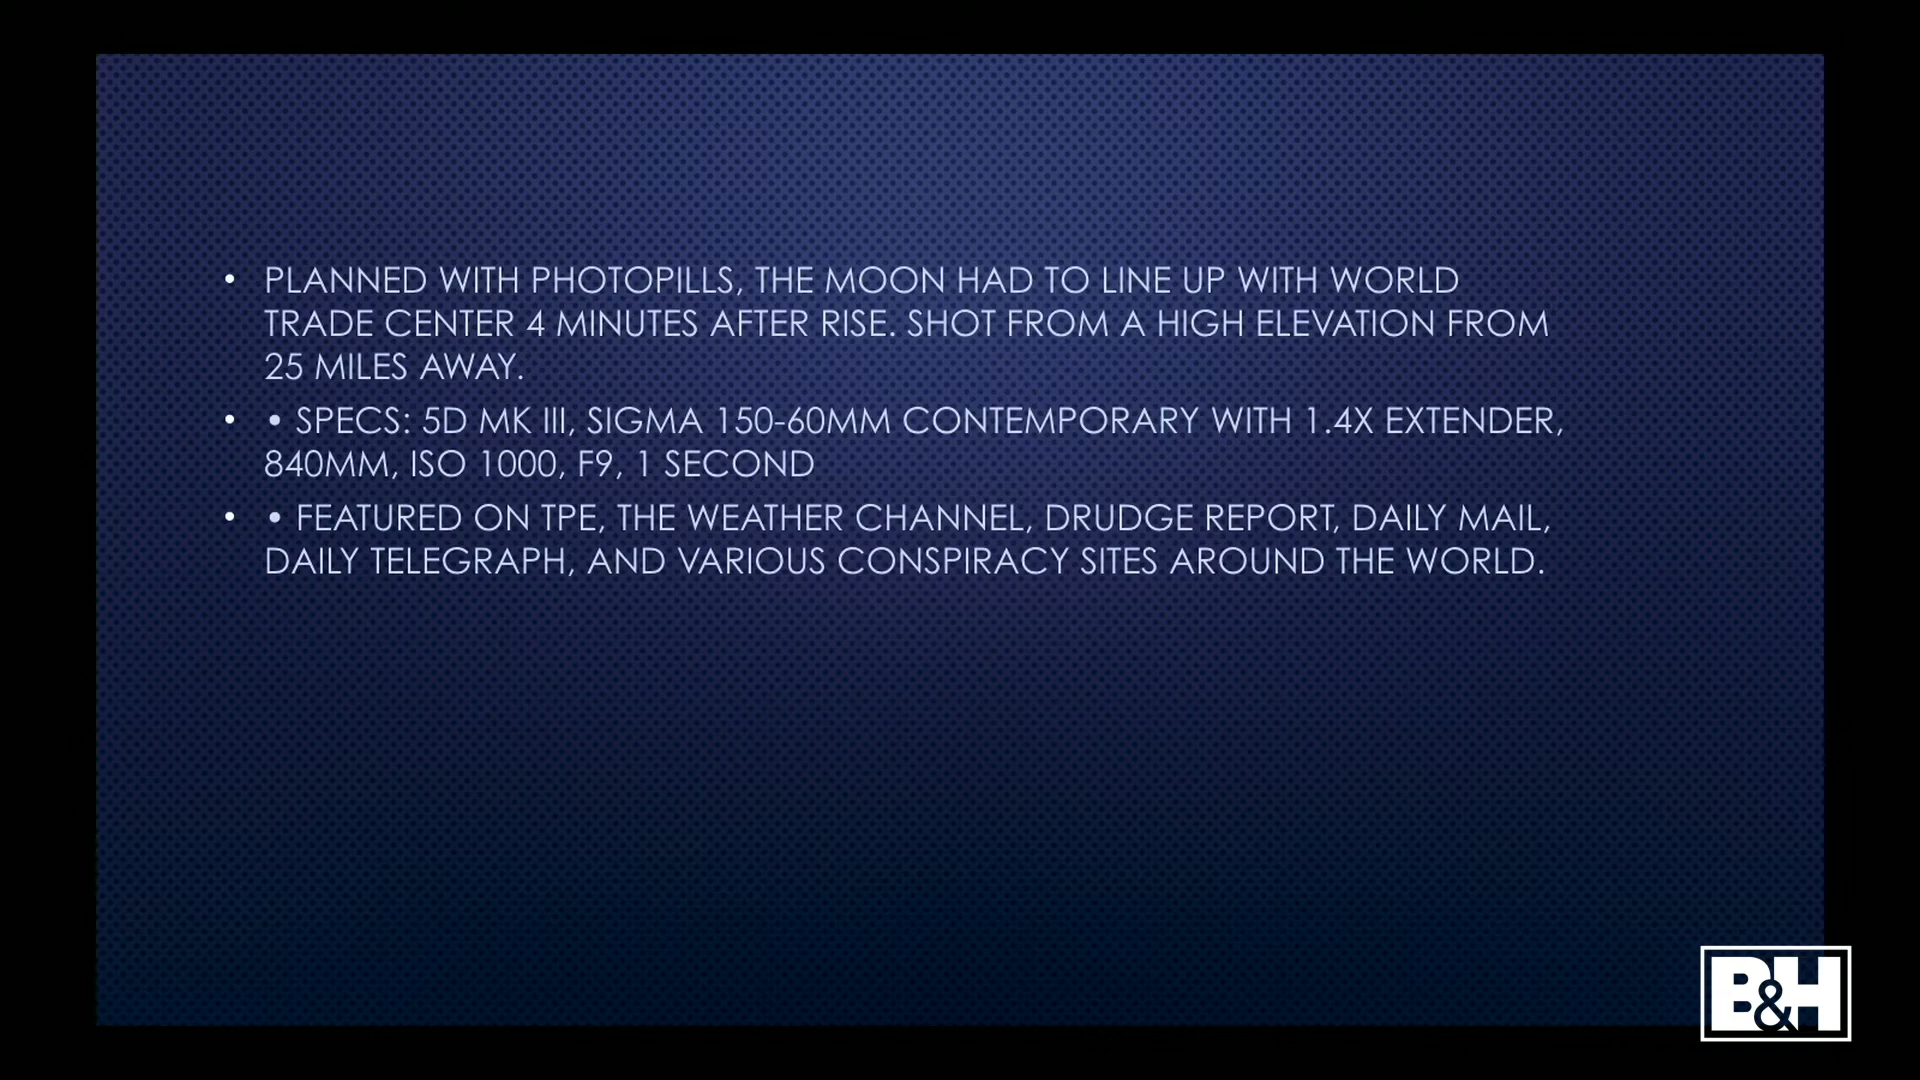 • PLANNED WITH PHOTOPILLS, THE MOON HAD TO LINE UP WITH WORLD
TRADE CENTER 4 MINUTES AFTER RISE. SHOT FROM A HIGH ELEVATION FROM
25 MILES AWAY.
• • SPECS: 5D MK III, SIGMA 150-60MM CONTEMPORARY WITH 1.4X EXTENDER,
840MM, ISO 1000, F9, 1 SECOND
• • FEATURED ON TPE, THE WEATHER CHANNEL, DRUDGE REPORT, DAILY MAIL,
DAILY TELEGRAPH, AND VARIOUS CONSPIRACY SITES AROUND THE WORLD.
B&H